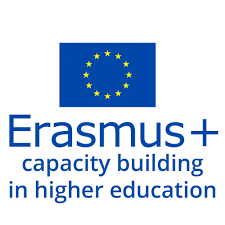 Erasmus+
capacity building
in higher education